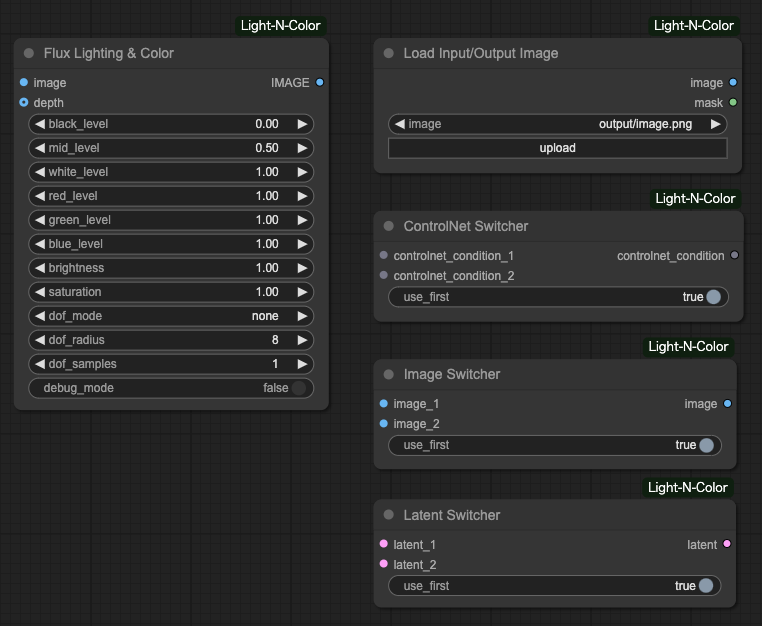 Light-N-Color
Flux Lighting & Color
image IMAGE
depth
black_level 0.00
mid_level 0.50
white_level 1.00
red_level 1.00
green_level 1.00
blue_level 1.00
brightness 1.00
saturation 1.00
dof_mode none
dof_radius 8
dof_samples 1
debug_mode false
Light-N-Color
Load Input/Output Image
image
mask
image output/image.png
upload
Light-N-Color
ControlNet Switcher
controlnet_condition_1 controlnet_condition
controlnet_condition_2
use_first true
Light-N-Color
Image Switcher
image_1 image
image_2
use_first true
Light-N-Color
Latent Switcher
latent_1 latent
latent_2
use_first true